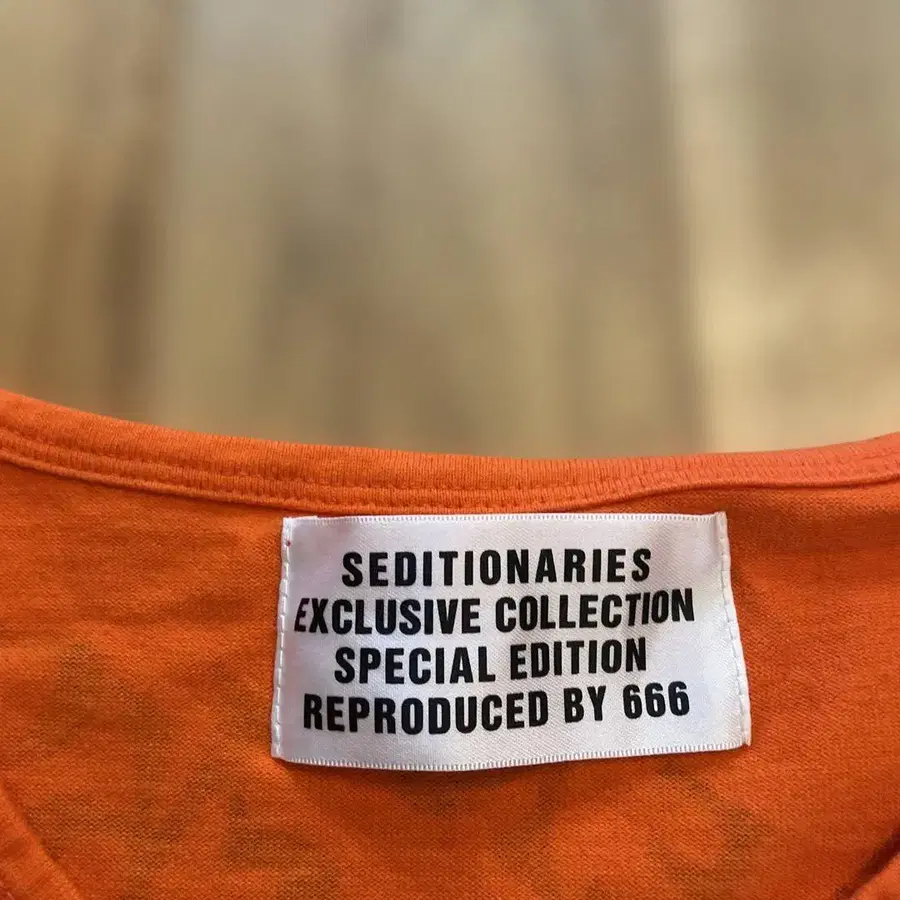 SEDITIONARIES
EXCLUSIVE COLLECTION
SPECIAL EDITION
REPRODUCED BY 666